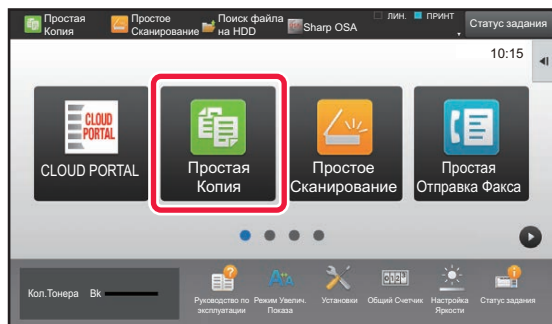 Простая
Копия
Простое
Сканирование
Поиск файла
на HDD
Sharp OSA
ЛИН.
ПРИНТ
Статус задания
10:15
CLOUD
PORTAL
CLOUD PORTAL
Простая
Копия
Простое
Сканирование
Простая
Отправка Факса
Кол.Тонера Bk
Руководство по
эксплуатации
Режим Увелич.
Показа
Установки
Общий Счетчик
Настройка
Яркости
Статус задания